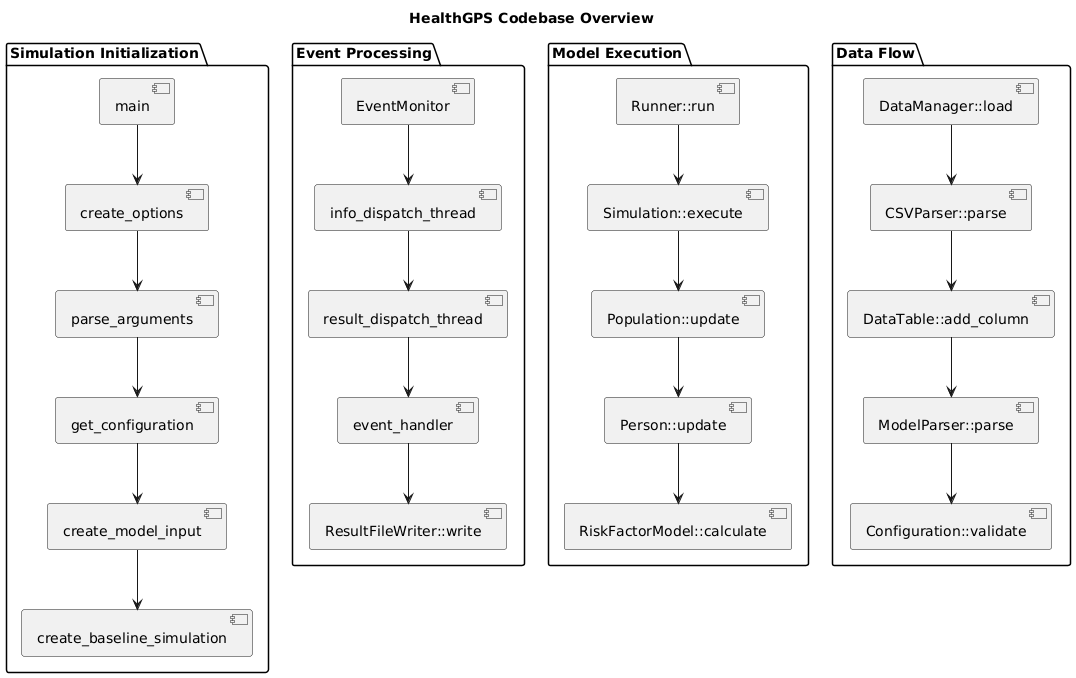 HealthGPS Codebase Overview
Simulation Initialization
main
create_options
parse_arguments
get_configuration
create_model_input
create_baseline_simulation
Event Processing
EventMonitor
info_dispatch_thread
result_dispatch_thread
event_handler
ResultFileWriter::write
Model Execution
Runner::run
Simulation::execute
Population::update
Person::update
RiskFactorModel::calculate
Data Flow
DataManager::load
CSVParser::parse
DataTable::add_column
ModelParser::parse
Configuration::validate